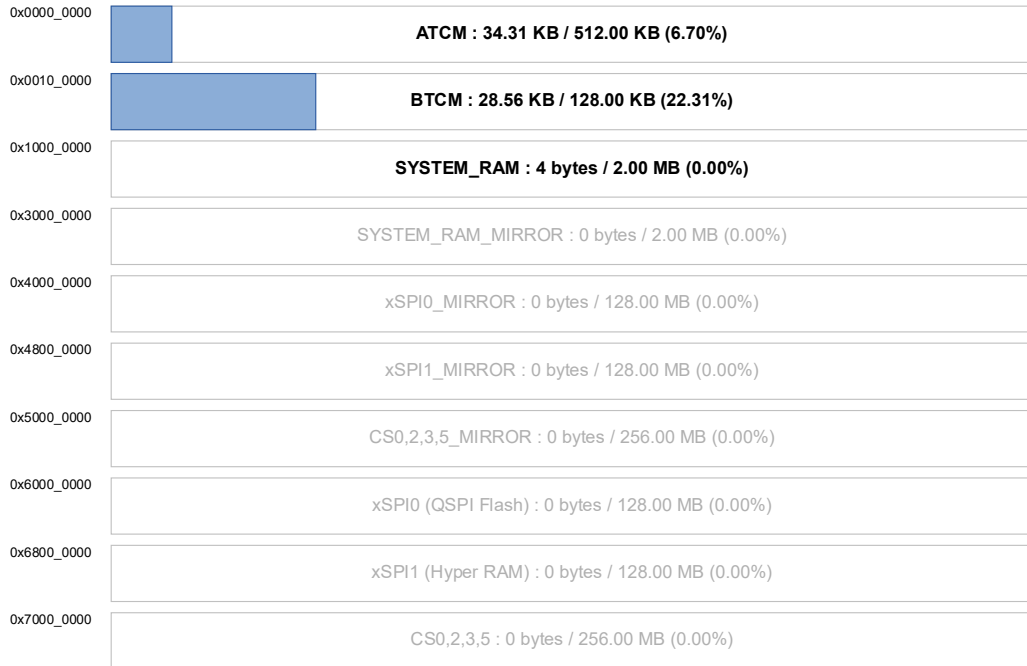 0x0000_0000
ATCM : 34.31 KB / 512.00 KB (6.70%)
0x0010_0000
BTCM : 28.56 KB / 128.00 KB (22.31%)
0x1000_0000
SYSTEM_RAM : 4 bytes / 2.00 MB (0.00%)
0x3000_0000
SYSTEM_RAM_MIRROR : 0 bytes / 2.00 MB (0.00%)
0x4000_0000
xSPI0_MIRROR : 0 bytes / 128.00 MB (0.00%)
0x4800_0000
xSPI1_MIRROR : 0 bytes / 128.00 MB (0.00%)
0x5000_0000
CS0,2,3,5_MIRROR : 0 bytes / 256.00 MB (0.00%)
0x6000_0000
xSPI0 (QSPI Flash) : 0 bytes / 128.00 MB (0.00%)
0x6800_0000
xSPI1 (Hyper RAM) : 0 bytes / 128.00 MB (0.00%)
0x7000_0000
CS0,2,3,5 : 0 bytes / 256.00 MB (0.00%)